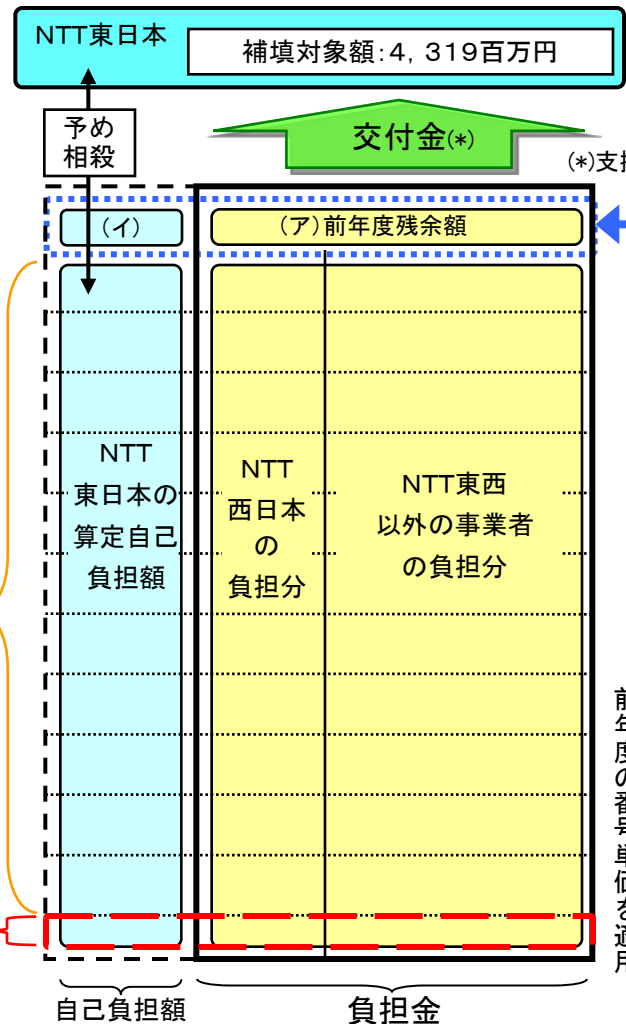 NTT東日本
補填対象額:4,319百万円
予め
相殺
交付金(*)
(*)支
(イ)
(ア)前年度残余額
NTT
東日本の
算定自己
負担額
NTT
西日本
の
負担分
NTT東西
以外の事業者
の負担分
前年度の番号単価を適用
自己負担額
負担金